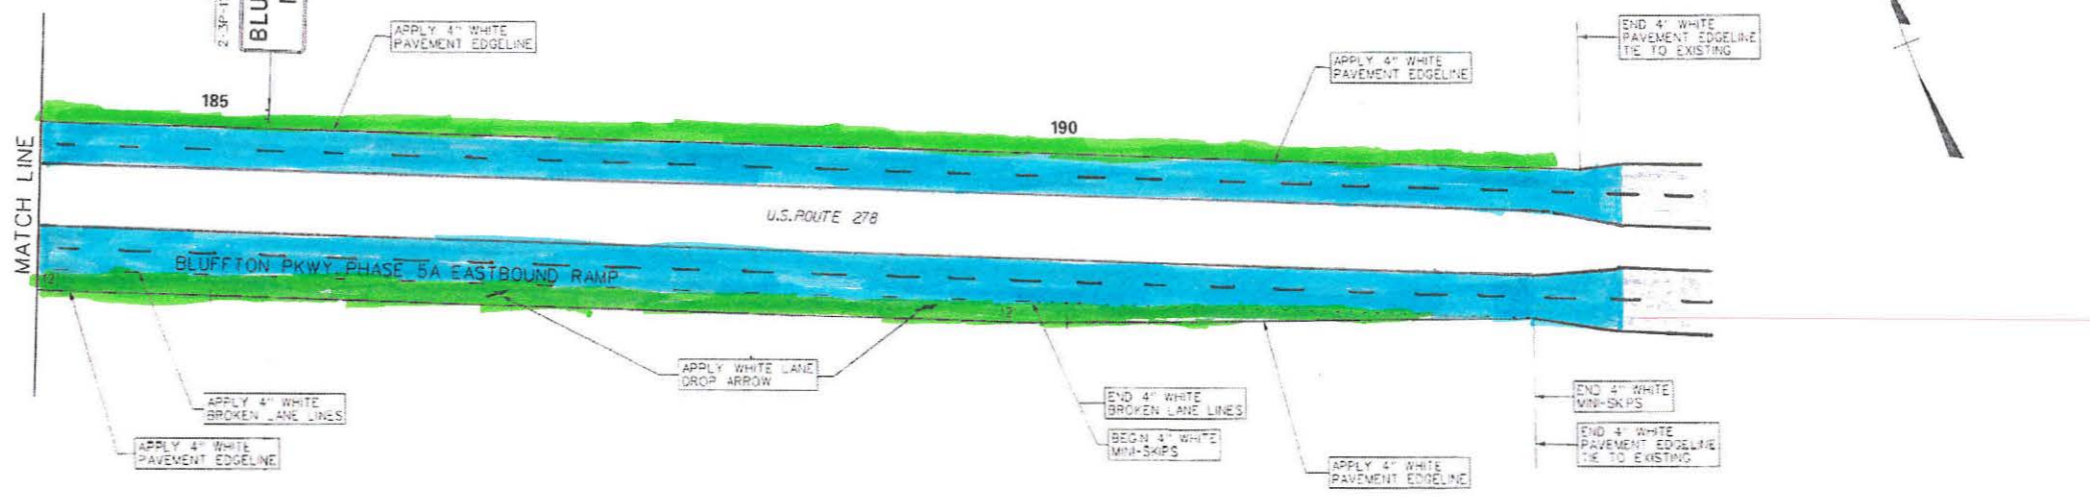 2-3P-1
BLU
APPLY 4" WHITE
PAVEMENT EDGELINE
END 4" WHITE
PAVEMENT EDGELINE
TIE TO EXISTING
APPLY 4" WHITE
PAVEMENT EDGELINE
185
190
MATCH LINE
U.S. ROUTE 278
BLUFFTON PKWY. PHASE 5A EASTBOUND RAMP
12'
12'
APPLY WHITE LANE
DROP ARROW
APPLY 4" WHITE
BROKEN LANE LINES
APPLY 4" WHITE
PAVEMENT EDGELINE
END 4" WHITE
BROKEN LANE LINES
BEGIN 4" WHITE
MINI-SKIPS
END 4" WHITE
MINI-SKIPS
END 4" WHITE
PAVEMENT EDGELINE
TIE TO EXISTING
APPLY 4" WHITE
PAVEMENT EDGELINE